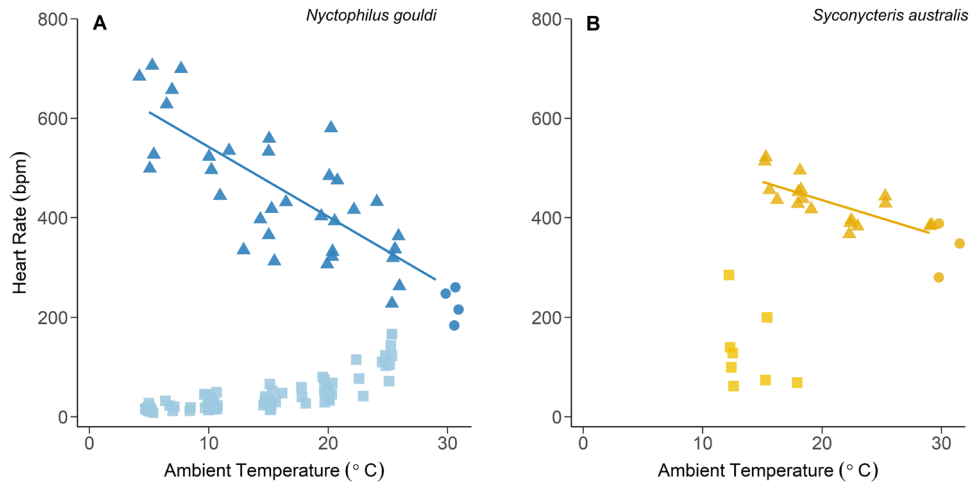 A
Nyctophilus gouldi
800
600
400
200
0
0
10
20
30
Heart Rate (bpm)
Ambient Temperature (° C)
B
Syconycteris australis
800
600
400
200
0
0
10
20
30
Ambient Temperature (° C)